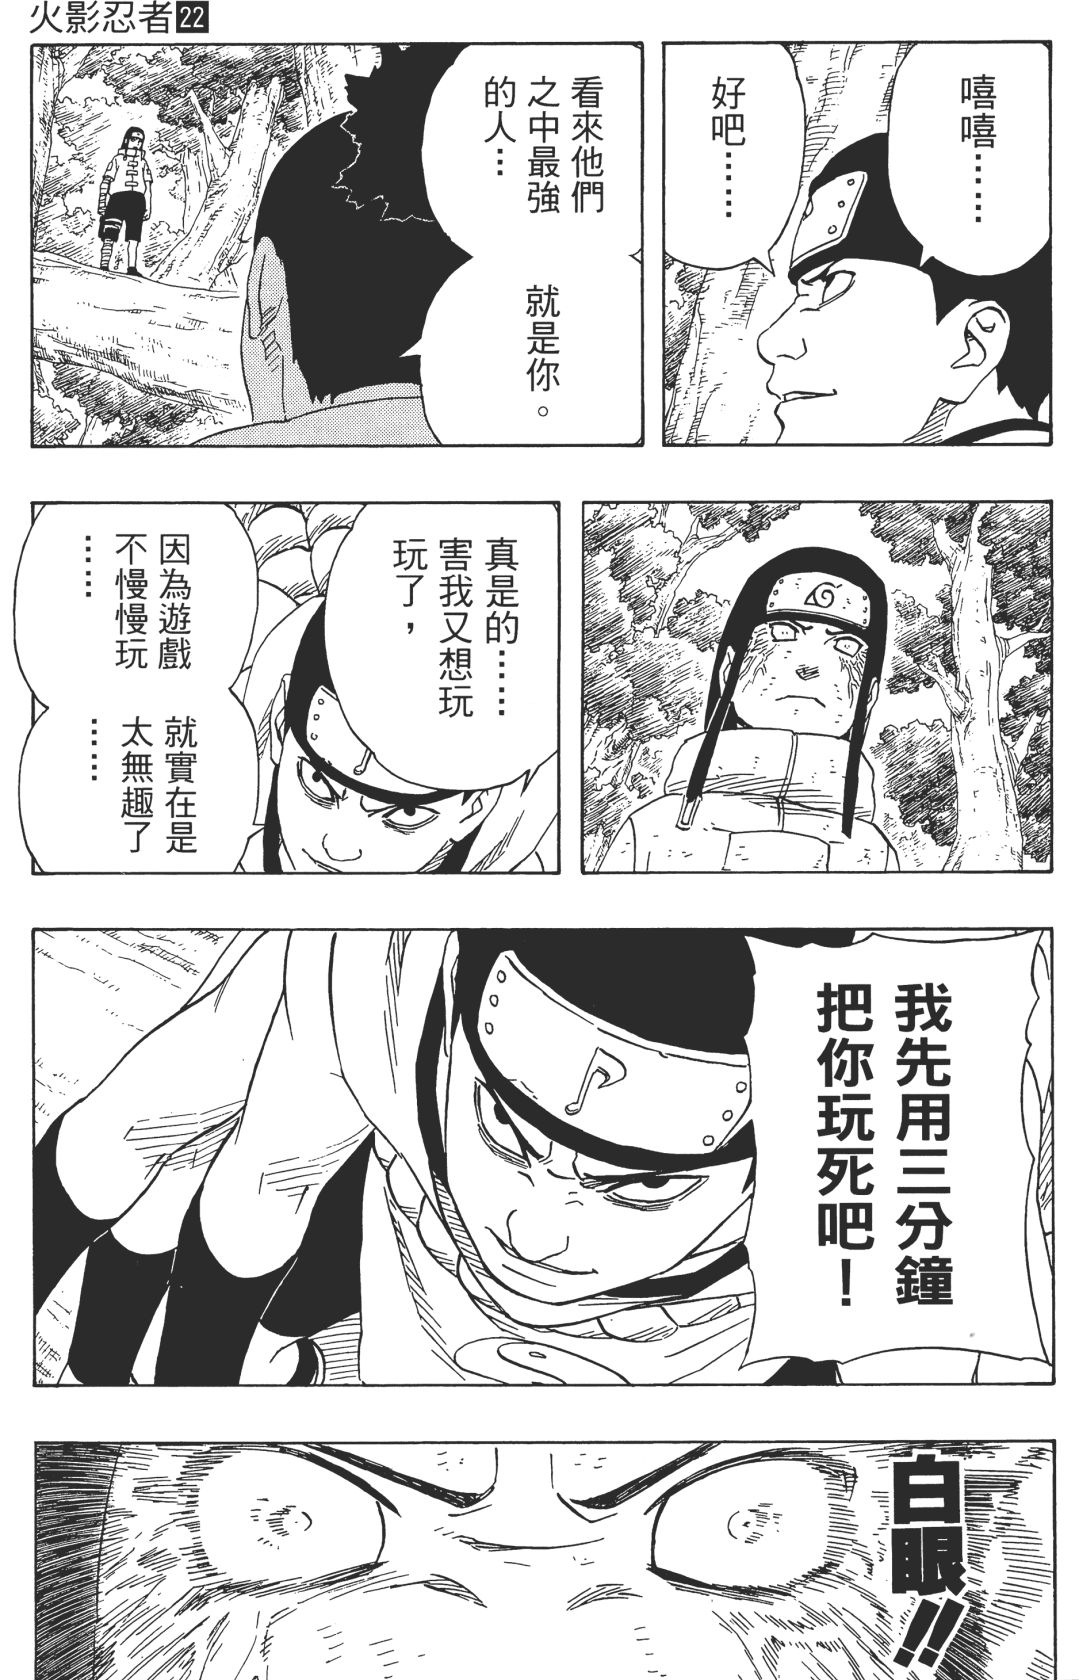 火影忍者22
嘻嘻……
好吧……
看來他們
之中最強
的人…
就是你。
真是的……
害我又想玩
玩了，
因為遊戲
不慢慢玩
……
就實在是
太無趣了
……
我先用三分鐘
把你玩死吧！
白眼!!